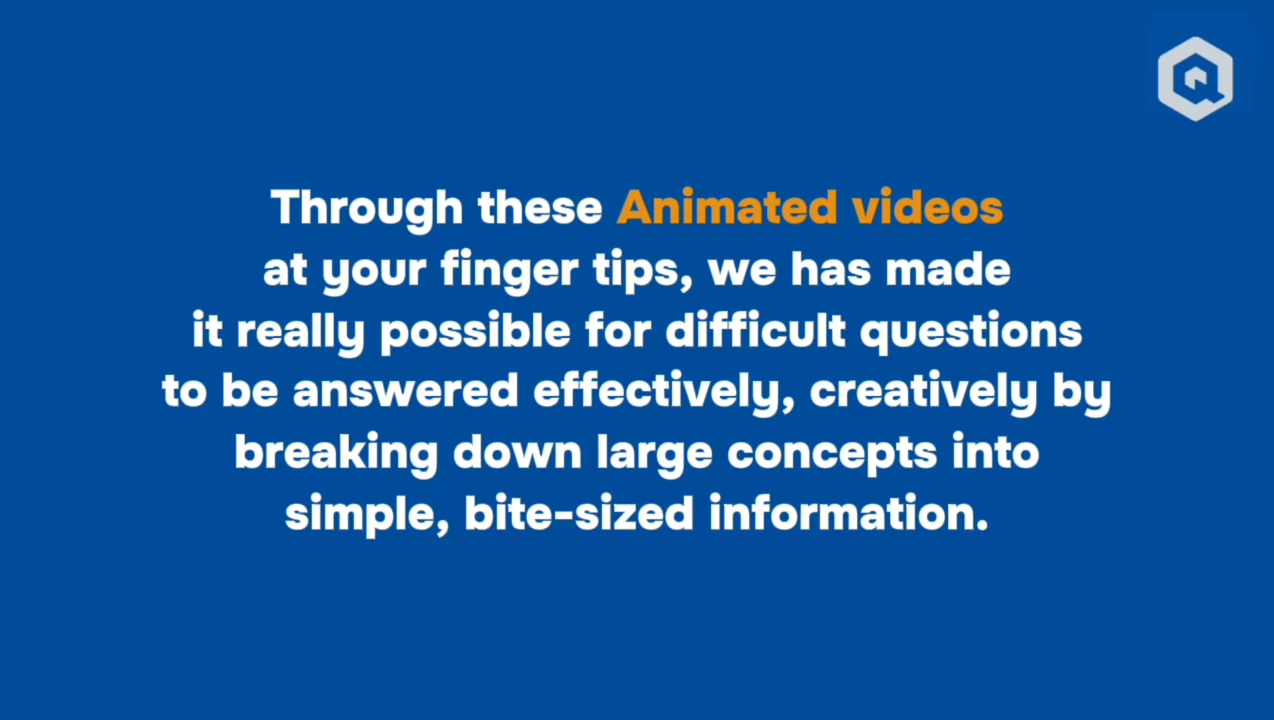 Through these Animated videos
at your finger tips, we has made
it really possible for difficult questions
to be answered effectively, creatively by
breaking down large concepts into
simple, bite-sized information.